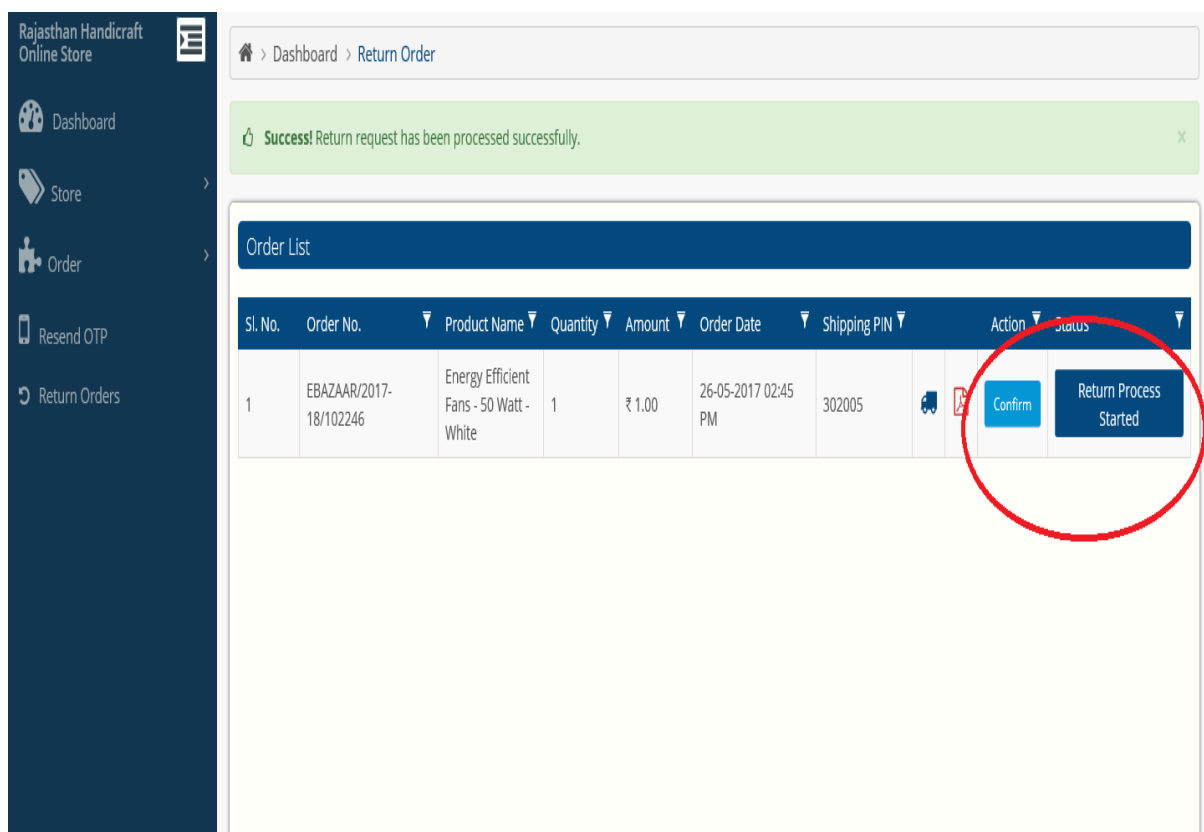 Rajasthan Handicraft
Online Store
Dashboard
Store
Order
Resend OTP
Return Orders
> Dashboard > Return Order
Success! Return request has been processed successfully.
x
Order List
Sl. No. Order No. Product Name Quantity Amount Order Date Shipping PIN Action Status
1 EBAZAAR/2017-18/102246 Energy Efficient Fans - 50 Watt - White 1 ₹ 1.00 26-05-2017 02:45 PM 302005 Confirm Return Process Started